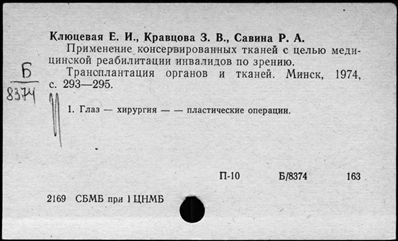 Клюцевая Е. И., Кравцова З. В., Савина Р. А.
Применение консервированных тканей с целью меди-
цинской реабилитации инвалидов по зрению.
Трансплантация органов и тканей. Минск, 1974,
с. 293—295.
Б
8374
1. Глаз — хирургия — — пластические операции.
П-10 Б/8374 163
2169 СБМБ при 1 ЦНМБ